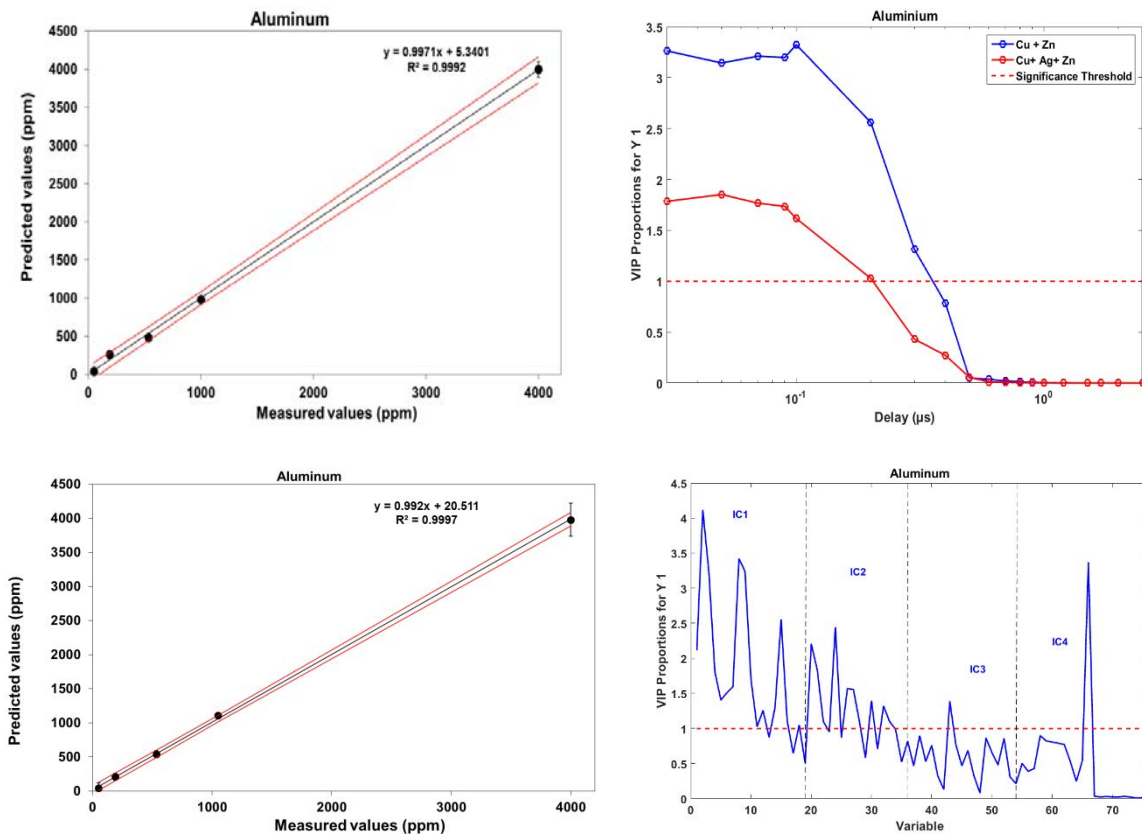 Aluminum
y = 0.9971x + 5.3401
R² = 0.9992
Predicted values (ppm)
4500
4000
3500
3000
2500
2000
1500
1000
500
0
0 1000 2000 3000 4000
Measured values (ppm)
Aluminium
Cu + Zn
Cu+ Ag+ Zn
Significance Threshold
VIP Proportions for Y 1
3.5
3
2.5
2
1.5
1
0.5
0
10⁻¹ 10⁰
Delay (µs)
Aluminum
y = 0.992x + 20.511
R² = 0.9997
Predicted values (ppm)
4500
4000
3500
3000
2500
2000
1500
1000
500
0
0 1000 2000 3000 4000
Measured values (ppm)
Aluminum
IC1
IC2
IC3
IC4
VIP Proportions for Y 1
4.5
4
3.5
3
2.5
2
1.5
1
0.5
0
0 10 20 30 40 50 60 70
Variable